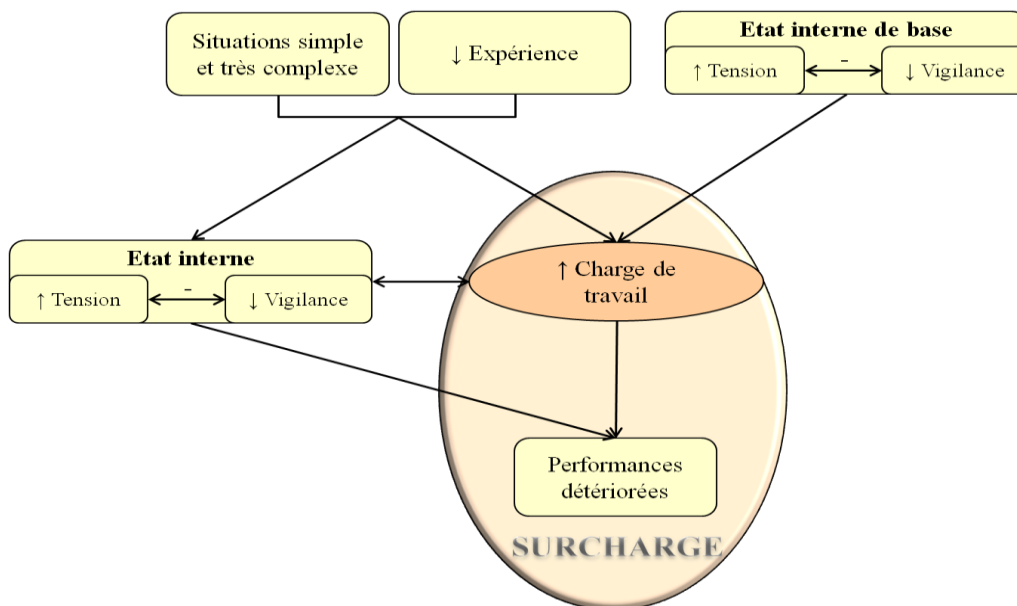 Situations simple
et très complexe
↓ Expérience
Etat interne de base
↑ Tension
-
↓ Vigilance
Etat interne
↑ Tension
-
↓ Vigilance
↑ Charge de
travail
Performances
détériorées
SURCHARGE